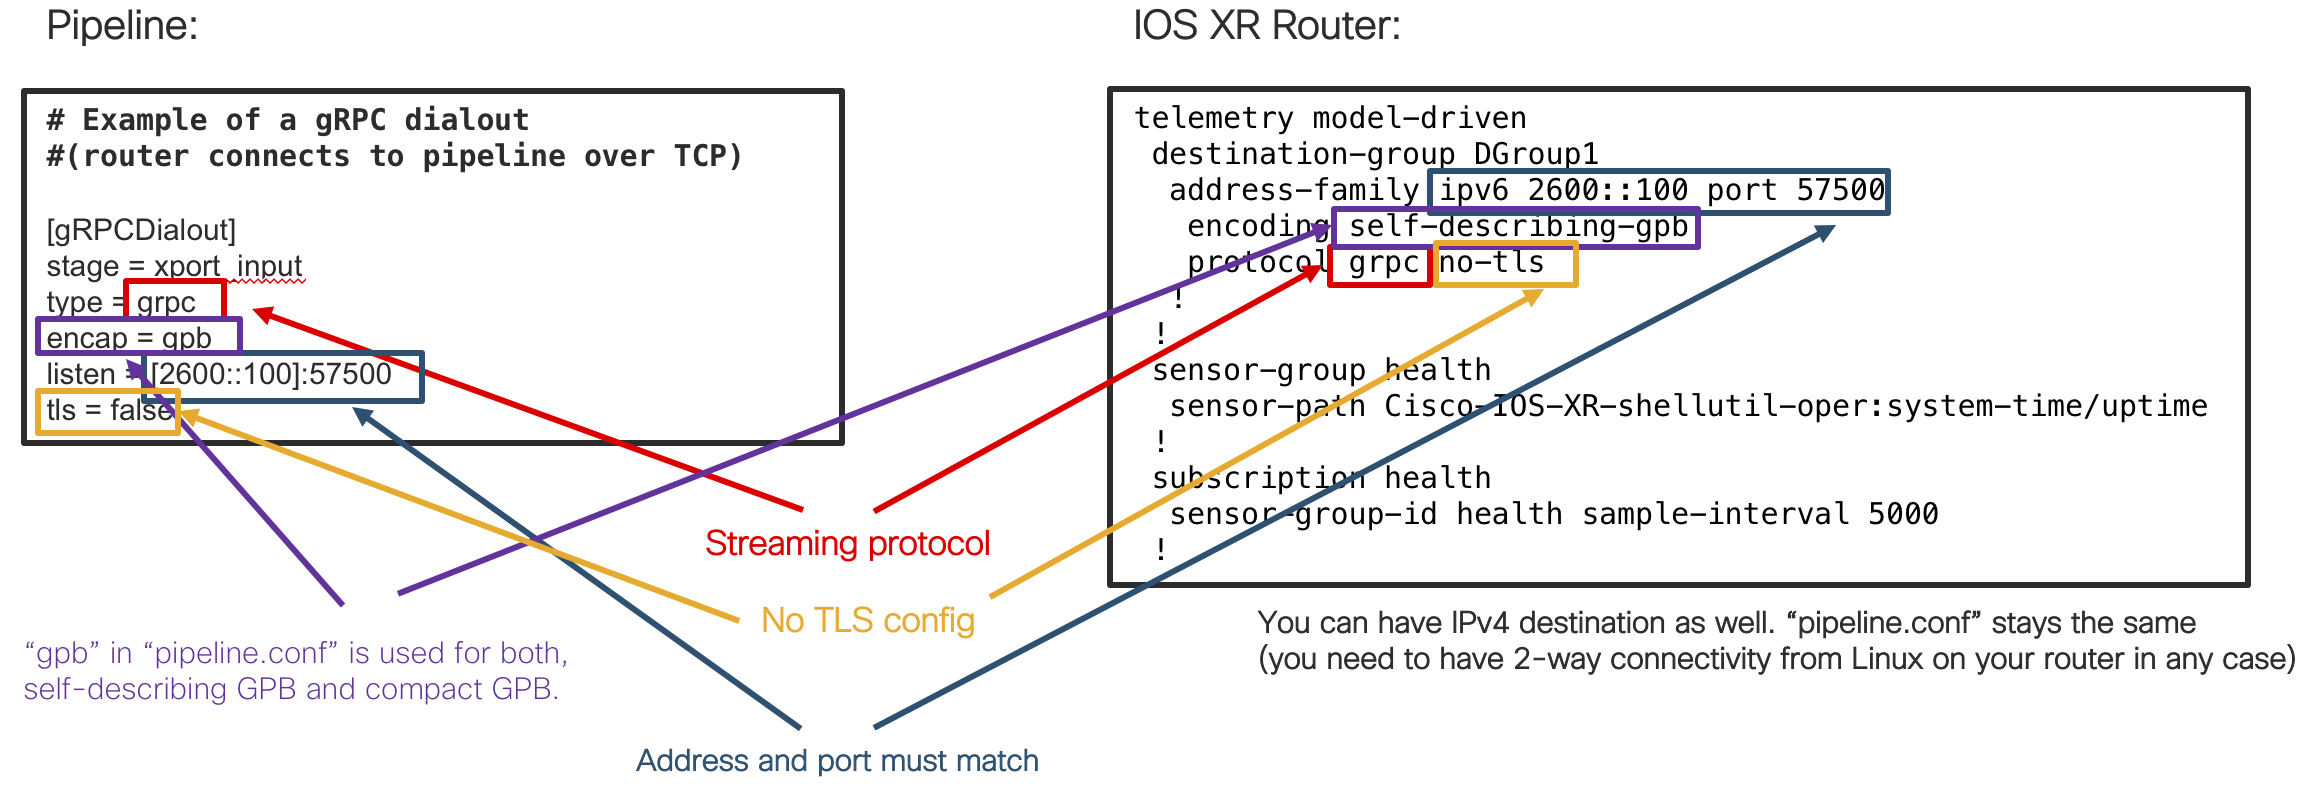 Pipeline:
# Example of a gRPC dialout
#(router connects to pipeline over TCP)
[gRPCDialout]
stage = xport_input
type = grpc
encap = gpb
listen = [2600::100]:57500
tls = false
IOS XR Router:
telemetry model-driven
destination-group DGroup1
address-family ipv6 2600::100 port 57500
encoding self-describing-gpb
protocol grpc no-tls
!
!
sensor-group health
sensor-path Cisco-IOS-XR-shellutil-oper:system-time/uptime
!
subscription health
sensor-group-id health sample-interval 5000
!
Streaming protocol
No TLS config
“gpb” in “pipeline.conf” is used for both,
self-describing GPB and compact GPB.
Address and port must match
You can have IPv4 destination as well. “pipeline.conf” stays the same
(you need to have 2-way connectivity from Linux on your router in any case)